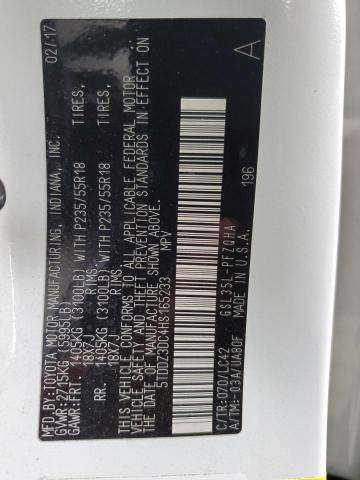 MFD BY:TOYOTA MOTOR MANUFACTURING, INDIANA, INC. 02/17
GVWR:2715KG (5995LB)
GAWR:FRT. 1405KG (3100LB) WITH P235/55R18 TIRES,
18X7J RIMS
RR. 1405KG (3100LB) WITH P235/55R18 TIRES,
18X7J RIMS
THIS VEHICLE CONFORMS TO ALL APPLICABLE FEDERAL MOTOR
VEHICLE SAFETY AND THEFT PREVENTION STANDARDS IN EFFECT ON
THE DATE OF MANUFACTURE SHOWN ABOVE.
5TDDZ3DC4HS165233 MPV A
C/TR:070/LC42 GSL35L-PFZQHA
A/TM:-03A/UA80F MADE IN U.S.A. 196